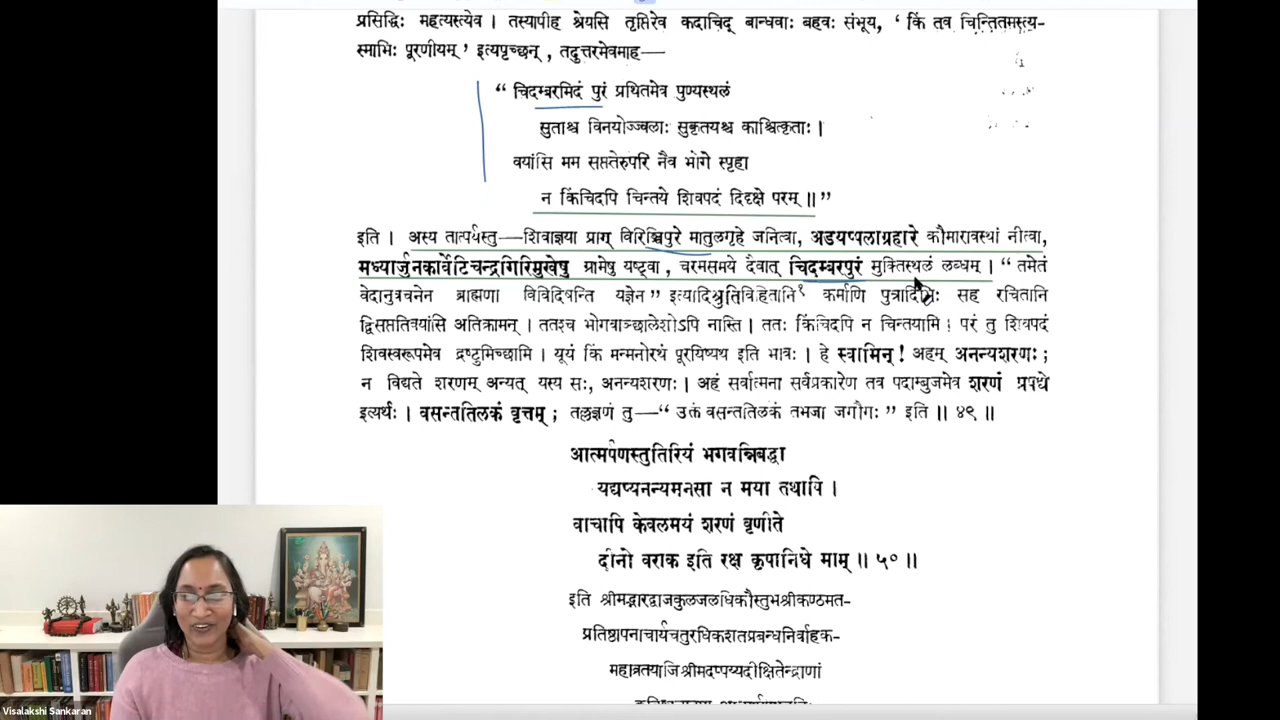 प्रसिद्धिः महत्यस्त्येव । तस्यापीह श्रेयसि तृप्तिरेव कदाचिद् बान्धवाः बहवः संभूय, ‘ किं तव चिन्तितमस्त्य-
स्माभिः पूरणीयम् ’ इत्यपृच्छन् , तदुत्तरमेवमाह—
“ चिदम्बरमिदं पुरं प्रथितमेव पुण्यस्थलं
सुताश्च विनयोज्ज्वलाः सुकृतयश्च काश्चित्कृताः ।
वयांसि मम सप्ततेरुपरि नैव भोगे स्पृहा
न किंचिदपि चिन्तये शिवपदं दिदृक्षे परम् ॥ ”
इति । अस्य तात्पर्यस्तु—शिवाज्ञया प्राग् विरिञ्चिपुरे मातुलगृहे जनित्वा, अडयप्पलाग्रहारे कौमारावस्थां नीत्वा,
मध्यार्जुनकार्वेटिचन्द्रगिरिमुखेषु ग्रामेषु यष्ट्वा, चरमसमये दैवात् चिदम्बरपुरं मुक्तिस्थलं लब्धम् । “ तमेतं
वेदानुवचनेन ब्राह्मणा विविदिषन्ति यज्ञेन ” इत्यादिश्रुतिविहितानि¹ कर्माणि पुत्रादिभिः सह रचितानि
द्विसप्ततिवयांसि अतिक्रामन् । ततश्च भोगवाञ्छालेशोऽपि नास्ति । ततः किंचिदपि न चिन्तयामि ; परं तु शिवपदं
शिवस्वरूपमेव द्रष्टुमिच्छामि । यूयं किं मन्मनोरथं पूरयिष्यथ इति भावः । हे स्वामिन् ! अहम् अनन्यशरणः ;
न विद्यते शरणम् अन्यत् यस्य सः, अनन्यशरणः । अहं सर्वात्मना सर्वप्रकारेण तव पदाम्बुजमेव शरणं प्रपद्ये
इत्यर्थः । वसन्ततिलकं वृत्तम् ; तल्लक्षणं तु—“ उक्तं वसन्ततिलकं तभजा जगौगः ” इति ॥ ४९ ॥
आत्मार्पणस्तुतिरियं भगवन्निबद्धा
यद्यप्यनन्यमनसा न मया तथापि ।
वाचापि केवलमयं शरणं वृणीते
दीनो वराक इति रक्ष कृपानिधे माम् ॥ ५० ॥
इति श्रीमद्भारद्वाजकुलजलधिकौस्तुभश्रीकण्ठमत-
प्रतिष्ठापनाचार्यचतुरधिकशतप्रबन्धनिर्वाहक-
महाव्रतयाजिश्रीमदप्पय्यदीक्षितेन्द्राणां
Visalakshi Sankaran